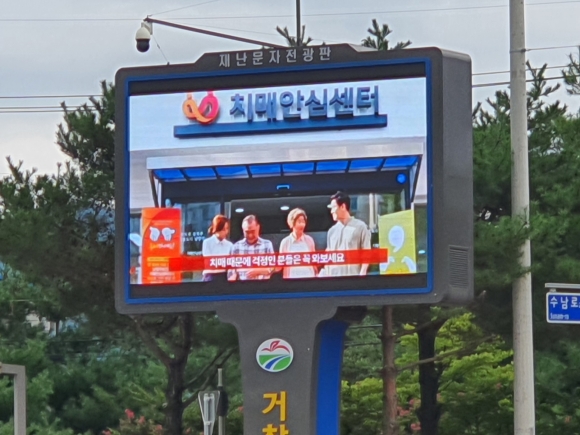 재난문자전광판
치매안심센터
치매 때문에 걱정인 분들은 꼭 와보세요
수남로
거창